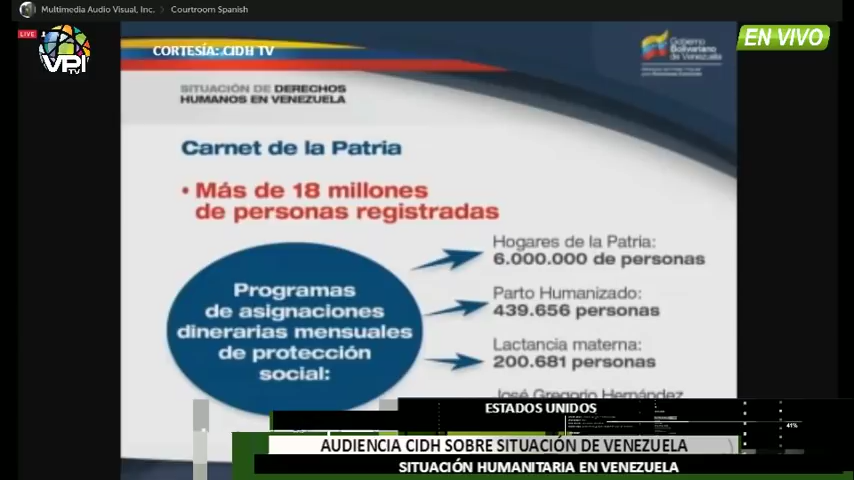 Multimedia Audio Visual, Inc. > Courtroom Spanish
LIVE
VPI
TV
CORTESÍA: CIDH TV
Gobierno
Bolivariano
de Venezuela
EN VIVO
SITUACIÓN DE DERECHOS
HUMANOS EN VENEZUELA
Carnet de la Patria
• Más de 18 millones
de personas registradas
Programas
de asignaciones
dinerarias mensuales
de protección
social:
Hogares de la Patria:
6.000.000 de personas
Parto Humanizado:
439.656 personas
Lactancia materna:
200.681 personas
José Gregorio Hernández
ESTADOS UNIDOS
41%
AUDIENCIA CIDH SOBRE SITUACIÓN DE VENEZUELA
SITUACIÓN HUMANITARIA EN VENEZUELA